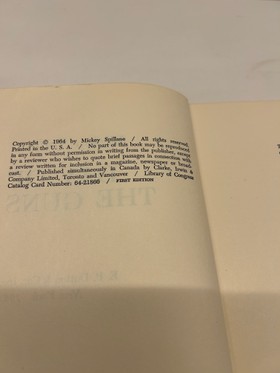 Copyright © 1964 by Mickey Spillane / All rights reserved
Printed in the U. S. A. / No part of this book may be reproduced
in any form without permission in writing from the publisher, except
by a reviewer who wishes to quote brief passages in connection with
a review written for inclusion in a magazine, newspaper or broad-
cast. / Published simultaneously in Canada by Clarke, Irwin &
Company Limited, Toronto and Vancouver / Library of Congress
Catalog Card Number: 64-21800 / FIRST EDITION
THE GUNS